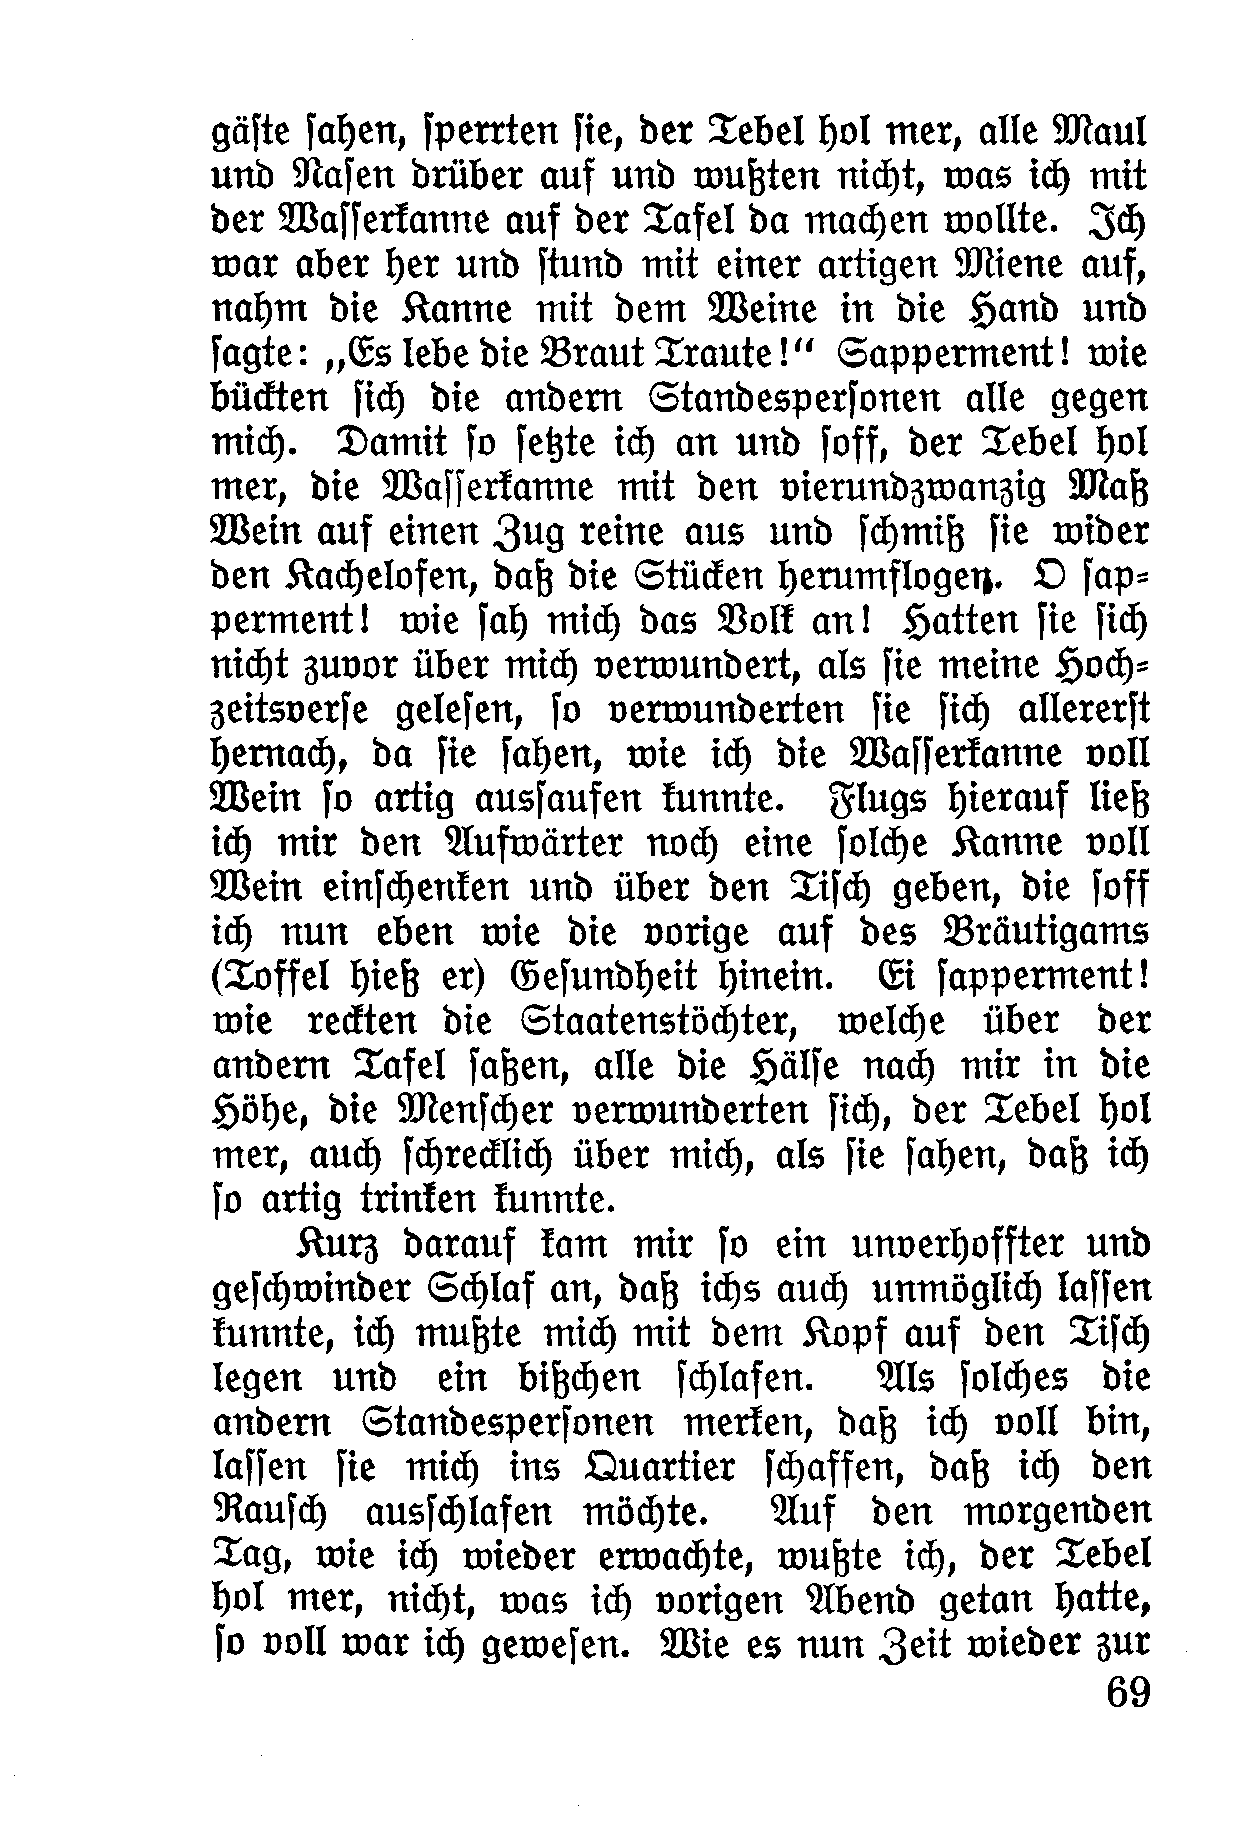 gäſte ſahen, ſperrten ſie, der Tebel hol mer, alle Maul
und Naſen drüber auf und wußten nicht, was ich mit
der Waſſerkanne auf der Tafel da machen wollte. Ich
war aber her und ſtund mit einer artigen Miene auf,
nahm die Kanne mit dem Weine in die Hand und
ſagte: „Es lebe die Braut Traute!“ Sapperment! wie
bückten ſich die andern Standesperſonen alle gegen
mich. Damit ſo ſetzte ich an und ſoff, der Tebel hol
mer, die Waſſerkanne mit den vierundzwanzig Maß
Wein auf einen Zug reine aus und ſchmiß ſie wider
den Kachelofen, daß die Stücken herumflogen. O ſap-
perment! wie ſah mich das Volk an! Hatten ſie ſich
nicht zuvor über mich verwundert, als ſie meine Hoch-
zeitsverſe geleſen, ſo verwunderten ſie ſich allererſt
hernach, da ſie ſahen, wie ich die Waſſerkanne voll
Wein ſo artig ausſaufen kunnte. Flugs hierauf ließ
ich mir den Aufwärter noch eine ſolche Kanne voll
Wein einſchenken und über den Tiſch geben, die ſoff
ich nun eben wie die vorige auf des Bräutigams
(Toffel hieß er) Geſundheit hinein. Ei ſapperment!
wie reckten die Staatenstöchter, welche über der
andern Tafel ſaßen, alle die Hälſe nach mir in die
Höhe, die Menſcher verwunderten ſich, der Tebel hol
mer, auch ſchrecklich über mich, als ſie ſahen, daß ich
ſo artig trinken kunnte.
Kurz darauf kam mir ſo ein unverhoffter und
geſchwinder Schlaf an, daß ichs auch unmöglich laſſen
kunnte, ich mußte mich mit dem Kopf auf den Tiſch
legen und ein bißchen ſchlafen. Als ſolches die
andern Standesperſonen merken, daß ich voll bin,
laſſen ſie mich ins Quartier ſchaffen, daß ich den
Rauſch ausſchlafen möchte. Auf den morgenden
Tag, wie ich wieder erwachte, wußte ich, der Tebel
hol mer, nicht, was ich vorigen Abend getan hatte,
ſo voll war ich geweſen. Wie es nun Zeit wieder zur
69